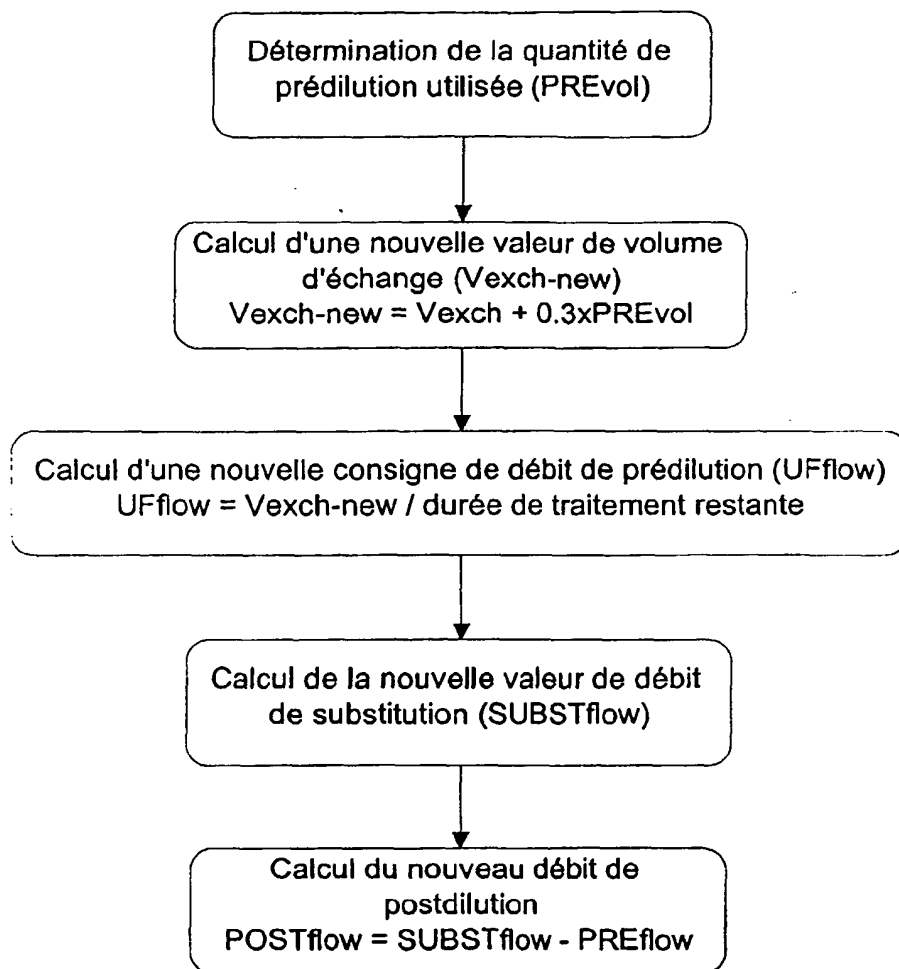 Détermination de la quantité de
prédilution utilisée (PREvol)
Calcul d'une nouvelle valeur de volume
d'échange (Vexch-new)
Vexch-new = Vexch + 0.3xPREvol
Calcul d'une nouvelle consigne de débit de prédilution (UFflow)
UFflow = Vexch-new / durée de traitement restante
Calcul de la nouvelle valeur de débit
de substitution (SUBSTflow)
Calcul du nouveau débit de
postdilution
POSTflow = SUBSTflow - PREflow